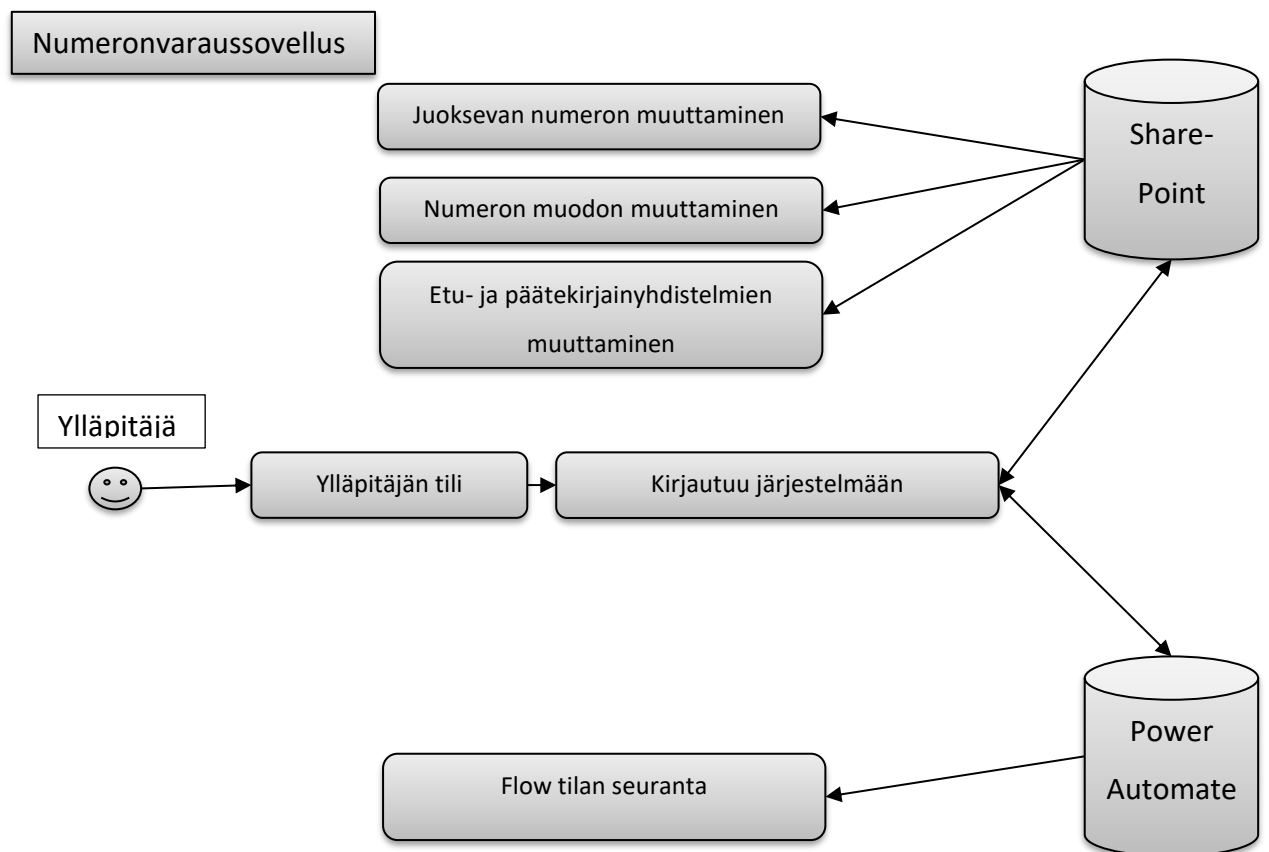 Numeronvaraussovellus
Juoksevan numeron muuttaminen
Share-
Point
Numeron muodon muuttaminen
Etu- ja päätekirjainyhdistelmien
muuttaminen
Ylläpitäjä
Ylläpitäjän tili
Kirjautuu järjestelmään
Power
Automate
Flow tilan seuranta